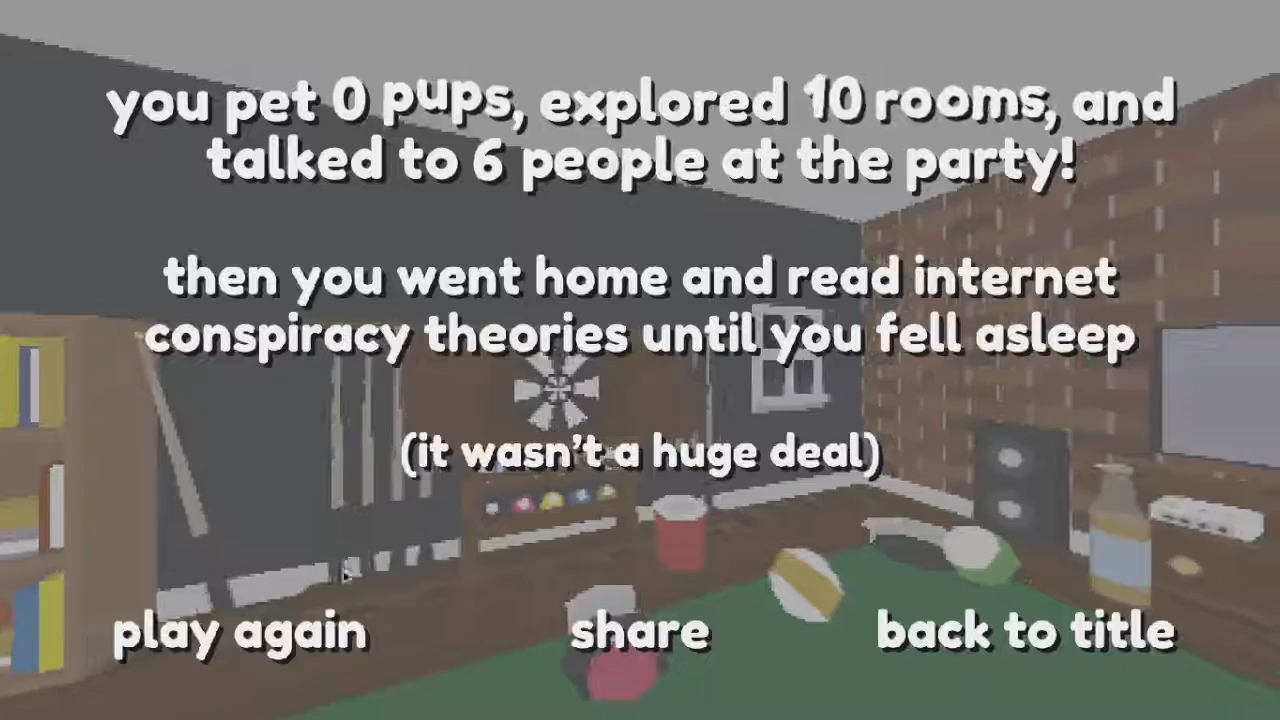 you pet 0 pups, explored 10 rooms, and
talked to 6 people at the party!
then you went home and read internet
conspiracy theories until you fell asleep
(it wasn't a huge deal)
play again
share
back to title